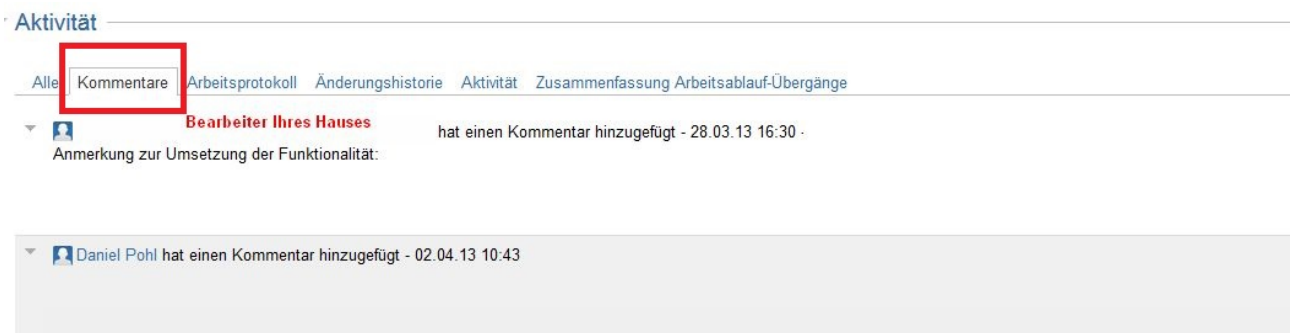 Aktivität
Alle Kommentare Arbeitsprotokoll Änderungshistorie Aktivität Zusammenfassung Arbeitsablauf-Übergänge
Bearbeiter Ihres Hauses hat einen Kommentar hinzugefügt - 28.03.13 16:30 -
Anmerkung zur Umsetzung der Funktionalität:
Daniel Pohl hat einen Kommentar hinzugefügt - 02.04.13 10:43